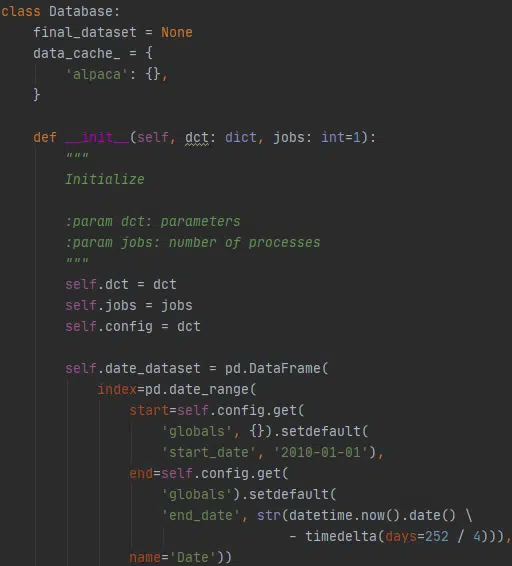 class Database:
    final_dataset = None
    data_cache_ = {
        'alpaca': {},
    }

    def __init__(self, dct: dict, jobs: int=1):
        """
        Initialize

        :param dct: parameters
        :param jobs: number of processes
        """
        self.dct = dct
        self.jobs = jobs
        self.config = dct

        self.date_dataset = pd.DataFrame(
            index=pd.date_range(
                start=self.config.get(
                    'globals', {}).setdefault(
                    'start_date', '2010-01-01'),
                end=self.config.get(
                    'globals').setdefault(
                    'end_date', str(datetime.now().date() \
                                    - timedelta(days=252 / 4))),
                name='Date'))